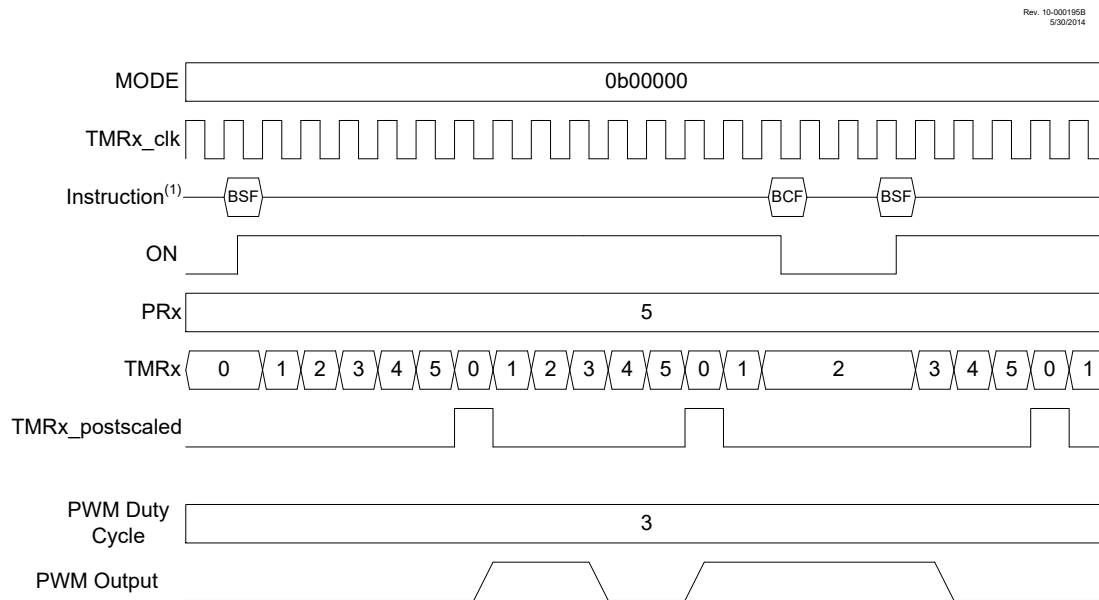 Rev. 10-000195B
5/30/2014
MODE 0b00000
TMRx_clk
Instruction(1) BSF BCF BSF
ON
PRx 5
TMRx 0 1 2 3 4 5 0 1 2 3 4 5 0 1 2 3 4 5 0 1
TMRx_postscaled
PWM Duty
Cycle 3
PWM Output